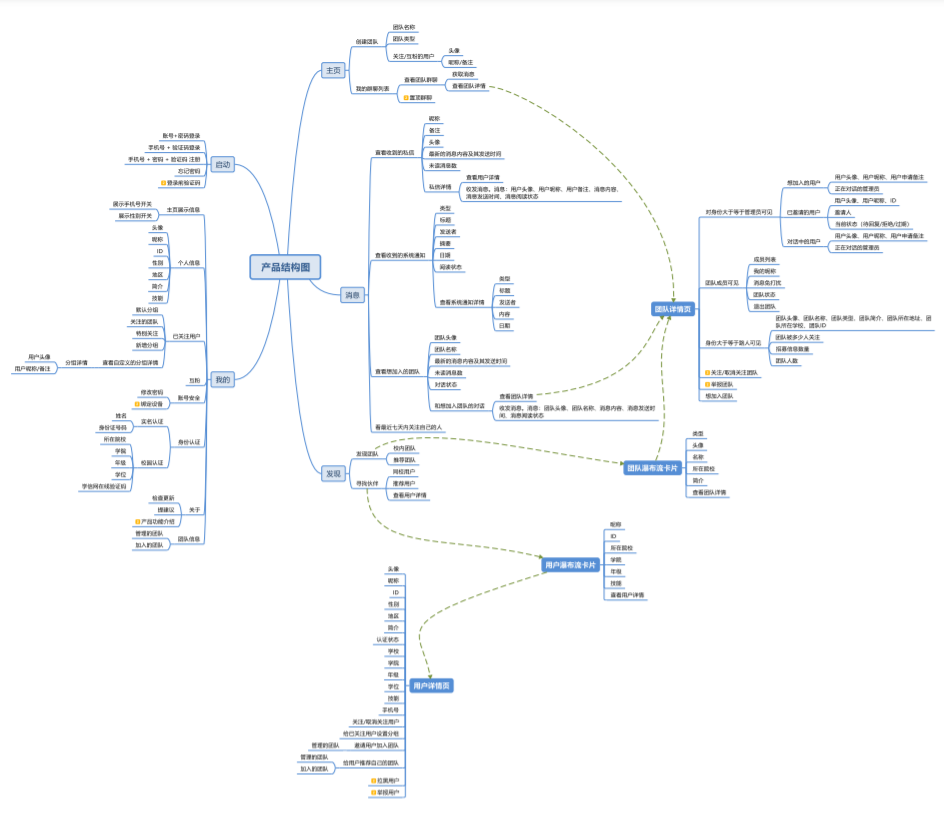 产品结构图
主页
创建团队
团队名称
团队类型
关注/互粉的用户
头像
昵称/备注
我的群聊列表
查看团队群聊
获取消息
查看团队详情
置顶群聊
消息
查看收到的私信
昵称
备注
头像
最新的消息内容及其发送时间
未读消息数
私信详情
查看用户详情
收发消息，消息：用户头像、用户昵称、用户备注、消息内容、
消息发送时间、消息阅读状态
查看收到的系统通知
类型
标题
发送者
摘要
日期
阅读状态
查看系统通知详情
类型
标题
发送者
内容
日期
查看想加入的团队
团队头像
团队名称
最新的消息内容及其发送时间
未读消息数
对话状态
和想加入团队的对话
查看团队详情
收发消息，消息：团队头像、团队名称、消息内容、消息发送时
间、消息阅读状态
看最近七天内关注自己的人
发现
发现团队
校内团队
推荐团队
寻找伙伴
同校用户
推荐用户
查看用户详情
启动
账号+密码登录
手机号 + 验证码登录
手机号 + 密码 + 验证码 注册
忘记密码
登录前验证码
我的
主页展示信息
展示手机号开关
展示性别开关
个人信息
头像
昵称
ID
性别
地区
简介
技能
已关注用户
默认分组
关注的团队
特别关注
新增分组
查看自定义的分组详情
分组详情
用户头像
用户昵称/备注
互粉
账号安全
修改密码
绑定设备
身份认证
实名认证
姓名
身份证号码
校园认证
所在院校
学院
年级
学位
学信网在线验证码
关于
检查更新
提建议
产品功能介绍
团队信息
管理的团队
加入的团队
团队详情页
对身份大于等于管理员可见
想加入的用户
用户头像、用户昵称、用户申请备注
正在对话的管理员
已邀请的用户
用户头像、用户昵称、ID
邀请人
当前状态（待回复/拒绝/过期）
对话中的用户
用户头像、用户昵称、用户申请备注
正在对话的管理员
团队成员可见
成员列表
我的昵称
消息免打扰
团队状态
退出团队
身份大于等于路人可见
团队头像、团队名称、团队类型、团队简介、团队所在地址、团
队所在学校、团队ID
团队被多少人关注
招募信息数量
团队人数
关注/取消关注团队
举报团队
想加入团队
团队瀑布流卡片
类型
头像
名称
所在院校
简介
查看团队详情
用户瀑布流卡片
昵称
ID
所在院校
学院
年级
技能
查看用户详情
用户详情页
头像
昵称
ID
性别
地区
简介
认证状态
学校
学院
年级
学位
技能
手机号
关注/取消关注用户
给已关注用户设置分组
邀请用户加入团队
管理的团队
给用户推荐自己的团队
管理的团队
加入的团队
拉黑用户
举报用户